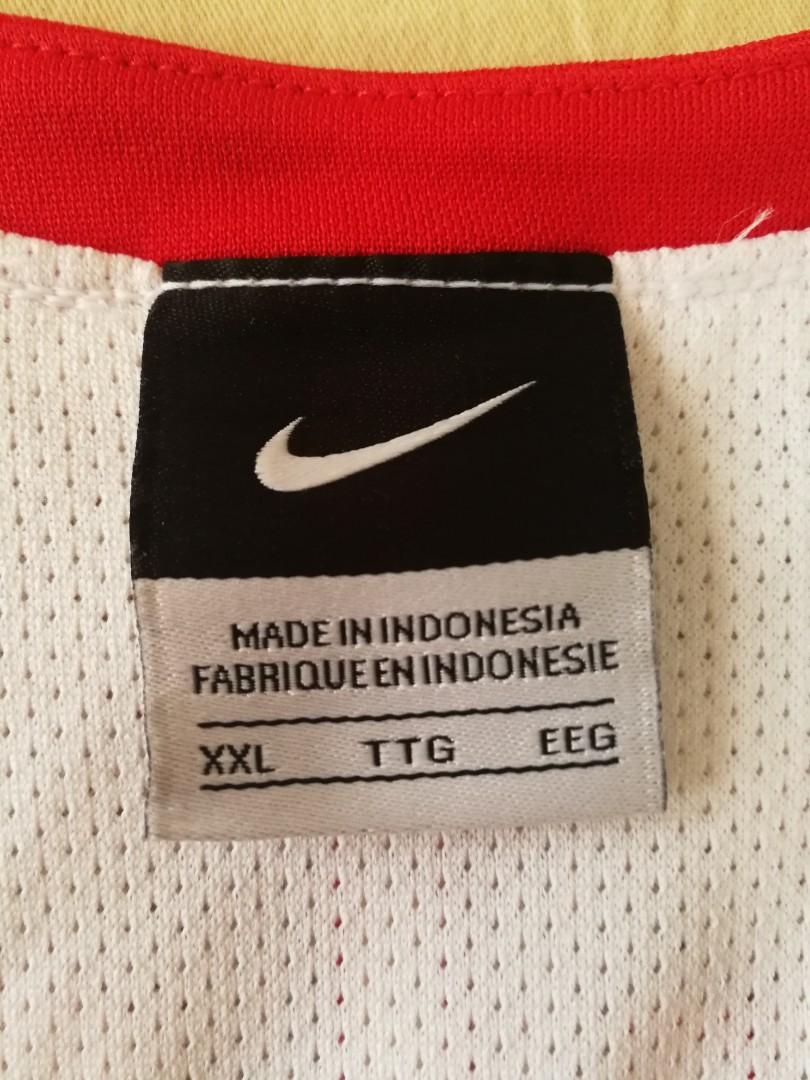 MADE IN INDONESIA
FABRIQUE EN INDONESIE
XXL TTG EEG